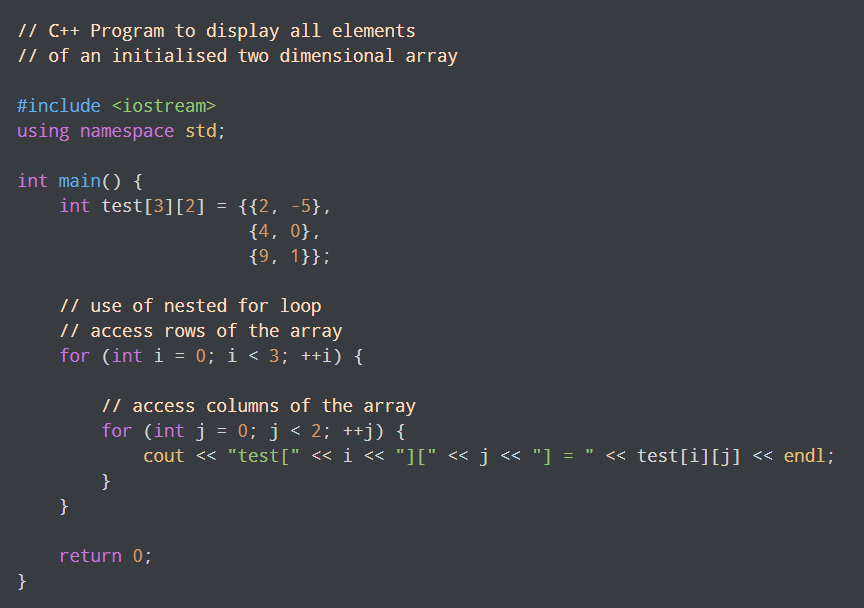 // C++ Program to display all elements
// of an initialised two dimensional array

#include <iostream>
using namespace std;

int main() {
    int test[3][2] = {{2, -5},
                      {4, 0},
                      {9, 1}};

    // use of nested for loop
    // access rows of the array
    for (int i = 0; i < 3; ++i) {

        // access columns of the array
        for (int j = 0; j < 2; ++j) {
            cout << "test[" << i << "][" << j << "] = " << test[i][j] << endl;
        }
    }

    return 0;
}